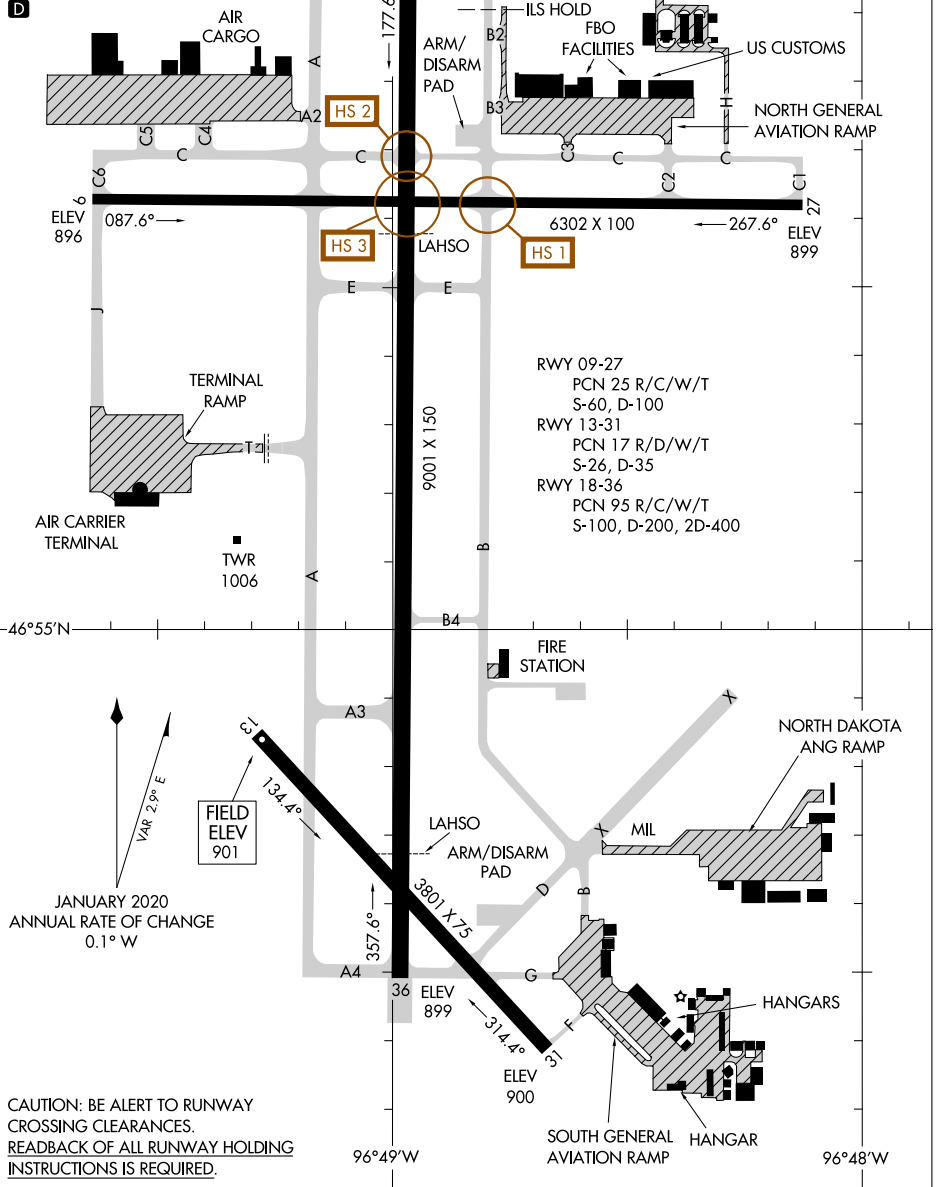 D
AIR
CARGO
A
177.6
ILS HOLD
B2
FBO
FACILITIES
US CUSTOMS
ARM/
DISARM
PAD
HS 2
A2
B3
H
NORTH GENERAL
AVIATION RAMP
C5
C4
C
C
C3
C
C
C6
C2
C1
6
ELEV
896
087.6°
6302 X 100
267.6°
27
ELEV
899
HS 3
LAHSO
HS 1
E
E
J
RWY 09-27
PCN 25 R/C/W/T
S-60, D-100
RWY 13-31
PCN 17 R/D/W/T
S-26, D-35
RWY 18-36
PCN 95 R/C/W/T
S-100, D-200, 2D-400
TERMINAL
RAMP
T
9001 X 150
AIR CARRIER
TERMINAL
TWR
1006
A
B
B4
46°55'N
FIRE
STATION
A3
X
NORTH DAKOTA
ANG RAMP
13
134.4°
VAR 2.9° E
FIELD
ELEV
901
LAHSO
ARM/DISARM
PAD
X
MIL
JANUARY 2020
ANNUAL RATE OF CHANGE
0.1° W
3801 X 75
D
B
357.6°
A4
G
36
ELEV
899
314.4°
F
31
ELEV
900
HANGARS
CAUTION: BE ALERT TO RUNWAY
CROSSING CLEARANCES.
READBACK OF ALL RUNWAY HOLDING
INSTRUCTIONS IS REQUIRED.
SOUTH GENERAL
AVIATION RAMP
HANGAR
96°49'W
96°48'W